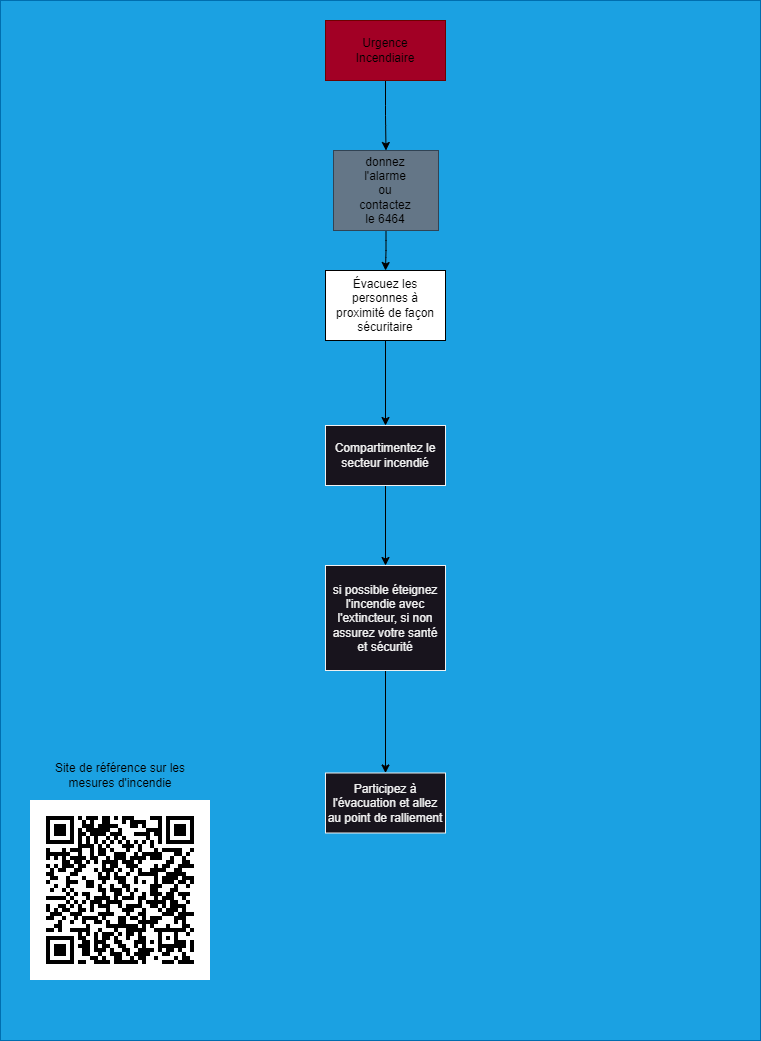 Urgence
Incendiaire
donnez
l'alarme
ou
contactez
le 6464
Évacuez les
personnes à
proximité de façon
sécuritaire
Compartimentez le
secteur incendié
si possible éteignez
l'incendie avec
l'extincteur, si non
assurez votre santé
et sécurité
Participez à
l'évacuation et allez
au point de ralliement
Site de référence sur les
mesures d'incendie